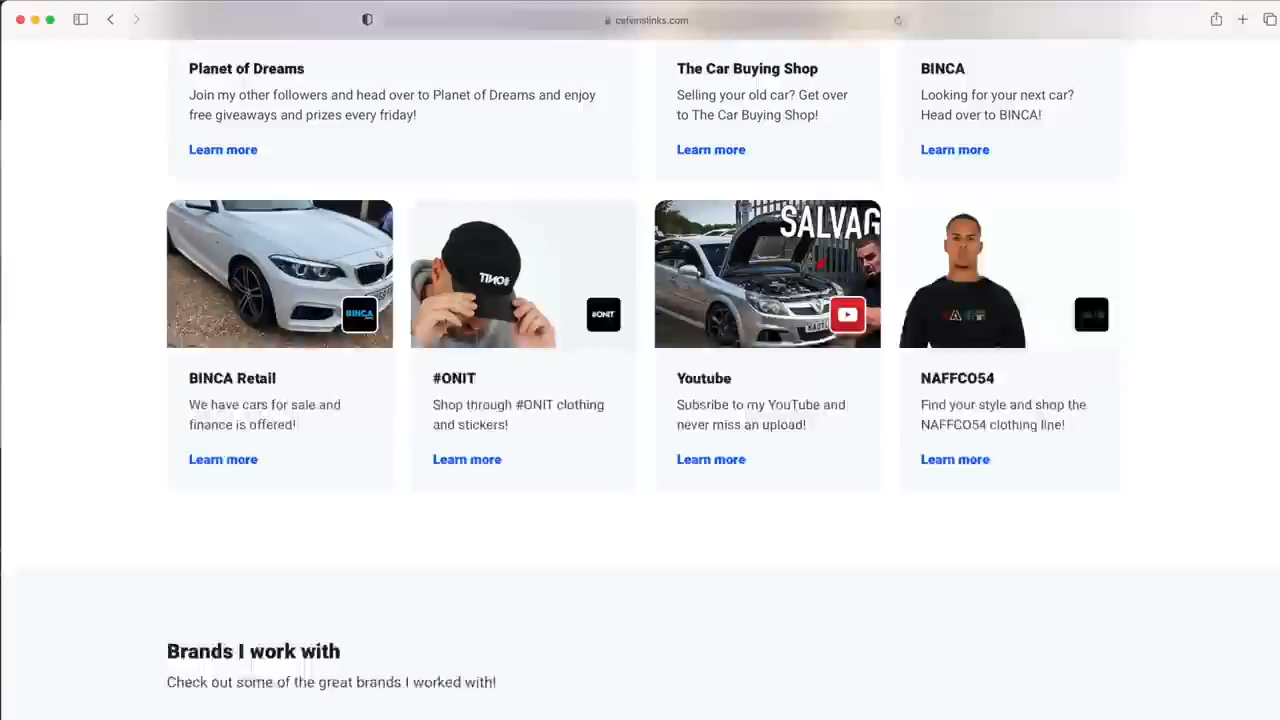 calvinslinks.com
Planet of Dreams
Join my other followers and head over to Planet of Dreams and enjoy
free giveaways and prizes every friday!
Learn more
The Car Buying Shop
Selling your old car? Get over
to The Car Buying Shop!
Learn more
BINCA
Looking for your next car?
Head over to BINCA!
Learn more
BINCA
BINCA Retail
We have cars for sale and
finance is offered!
Learn more
#ONIT
#ONIT
#ONIT
Shop through #ONIT clothing
and stickers!
Learn more
SALVAG
Youtube
Subsribe to my YouTube and
never miss an upload!
Learn more
NAFFCO54
Find your style and shop the
NAFFCO54 clothing line!
Learn more
Brands I work with
Check out some of the great brands I worked with!